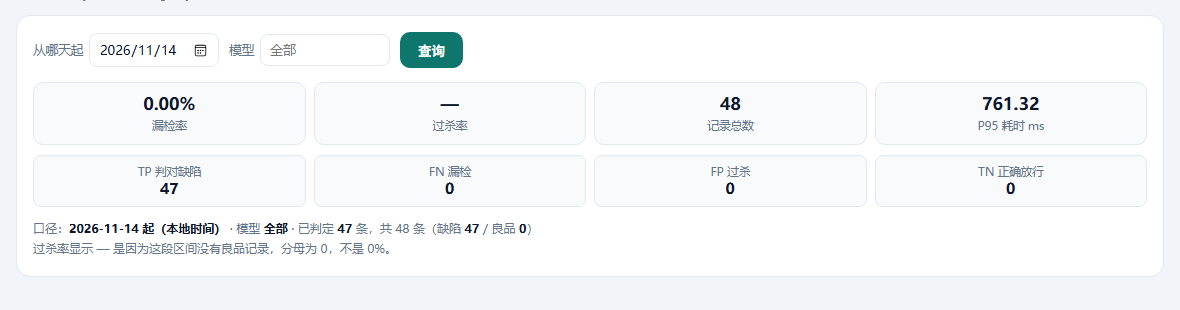 从哪天起 2026/11/14 模型 全部 查询
0.00% — 48 761.32
漏检率 过杀率 记录总数 P95 耗时 ms
TP 判对缺陷 FN 漏检 FP 过杀 TN 正确放行
47 0 0 0
口径：2026-11-14 起（本地时间） · 模型 全部 · 已判定 47 条，共 48 条（缺陷 47 / 良品 0）
过杀率显示 — 是因为这段区间没有良品记录，分母为 0，不是 0%。